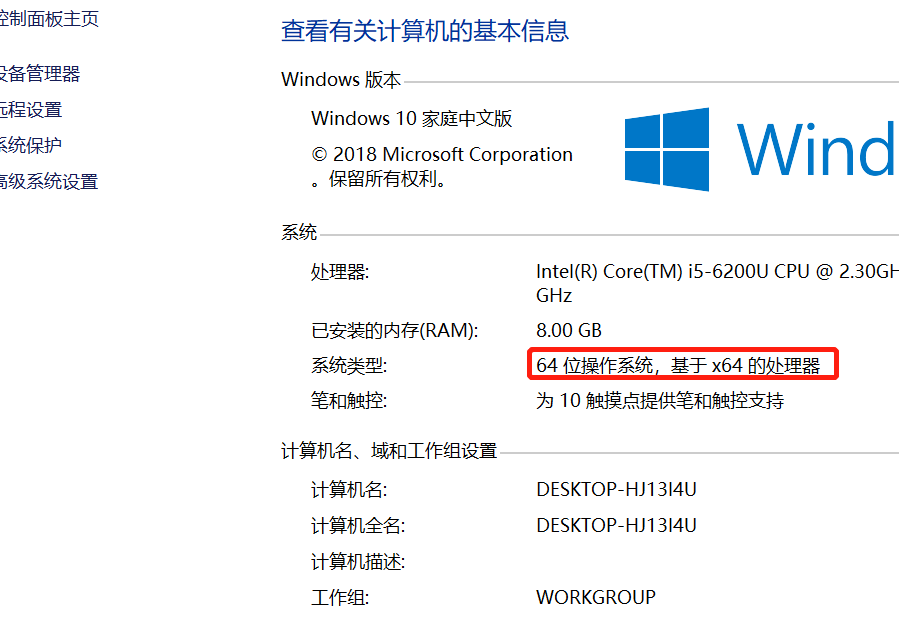 控制面板主页
设备管理器
远程设置
系统保护
高级系统设置
查看有关计算机的基本信息
Windows 版本
Windows 10 家庭中文版
© 2018 Microsoft Corporation
。保留所有权利。
Wind
系统
处理器:
Intel(R) Core(TM) i5-6200U CPU @ 2.30GH
GHz
已安装的内存(RAM):
8.00 GB
系统类型:
64 位操作系统，基于 x64 的处理器
笔和触控:
为 10 触摸点提供笔和触控支持
计算机名、域和工作组设置
计算机名:
DESKTOP-HJ13I4U
计算机全名:
DESKTOP-HJ13I4U
计算机描述:
工作组:
WORKGROUP